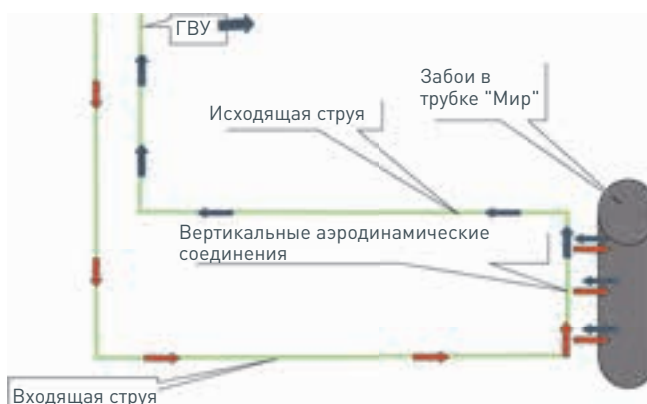 ГВУ
Забои в
трубке "Мир"
Исходящая струя
Вертикальные аэродинамические
соединения
Входящая струя